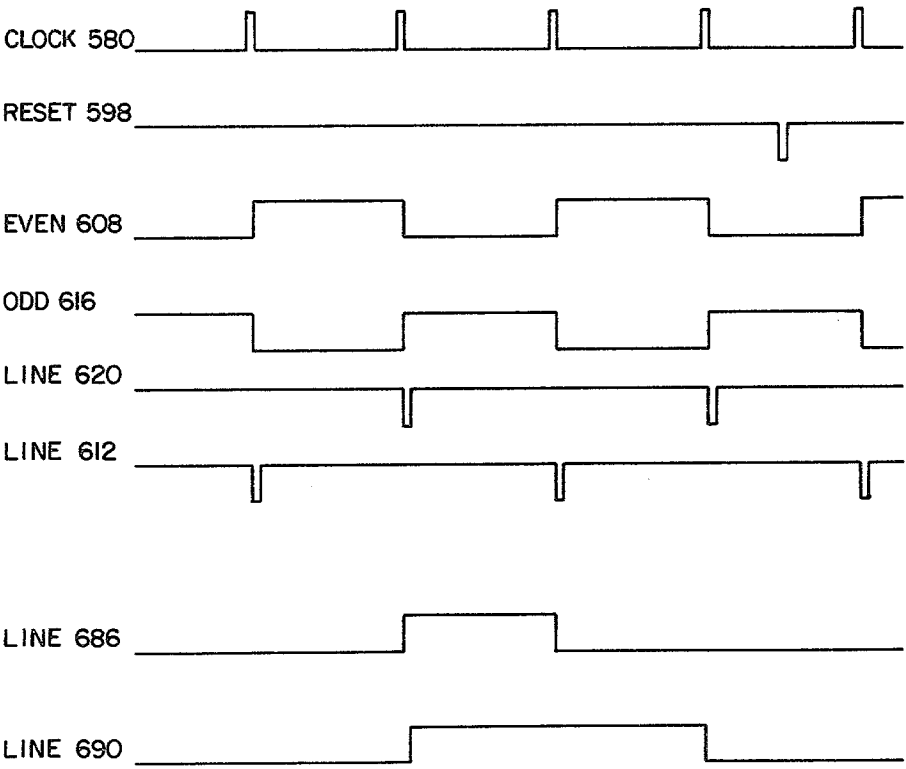 CLOCK 580
RESET 598
EVEN 608
ODD 616
LINE 620
LINE 612
LINE 686
LINE 690